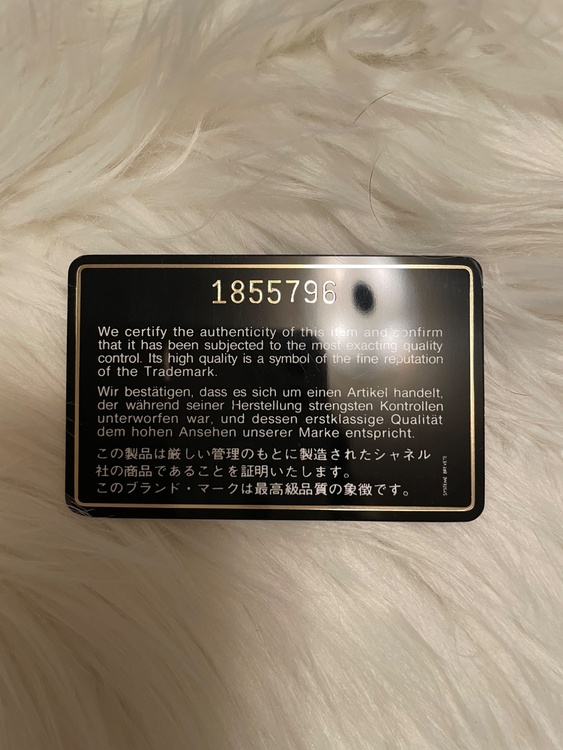 1855796
We certify the authenticity of this item and confirm
that it has been subjected to the most exacting quality
control. Its high quality is a symbol of the fine reputation
of the Trademark.
Wir bestätigen, dass es sich um einen Artikel handelt,
der während seiner Herstellung strengsten Kontrollen
unterworfen war, und dessen erstklassige Qualität
dem hohen Ansehen unserer Marke entspricht.
この製品は厳しい管理のもとに製造されたシャネル
社の商品であることを証明いたします。
このブランド・マークは最高級品質の象徴です。